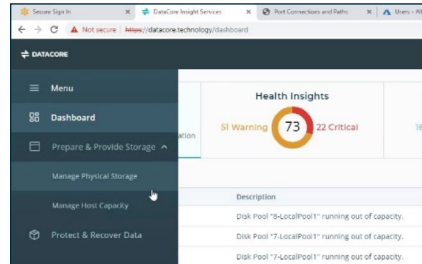 Secure Sign In
DataCore Insight Services
Port Connections and Paths
Users -
Not secure | https://datacore.technology/dashboard
DATACORE
Menu
Dashboard
Prepare & Provide Storage
Manage Physical Storage
Manage Host Capacity
Protect & Recover Data
Health Insights
51 Warning 73 22 Critical
Description
Disk Pool "6-LocalPool1" running out of capacity.
Disk Pool "7-LocalPool1" running out of capacity.
Disk Pool "7-LocalPool1" running out of capacity.